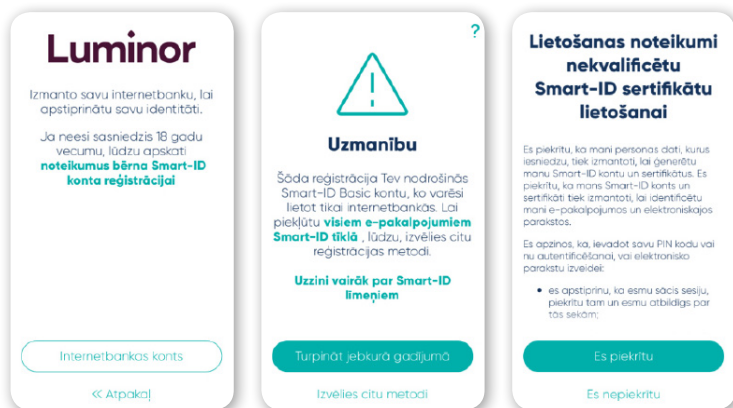 Luminor
Izmanto savu internetbanku, lai
apstiprinātu savu identitāti.
Ja neesi sasniedzis 18 gadu
vecumu, lūdzu apskati
noteikumus bērna Smart-ID
konta reģistrācijai
Internetbankas konts
<< Atpakaļ
?
Uzmanību
Šāda reģistrācija Tev nodrošinās
Smart-ID Basic kontu, ko varēsi
lietot tikai internetbankās. Lai
piekļūtu visiem e-pakalpojumiem
Smart-ID tīklā , lūdzu, izvēlies citu
reģistrācijas metodi.
Uzzini vairāk par Smart-ID
līmeņiem
Turpināt jebkurā gadījumā
Izvēlies citu metodi
Lietošanas noteikumi
nekvalificētu
Smart-ID sertifikātu
lietošanai
Es piekrītu, ka mani personas dati, kurus
iesniedzu, tiek izmantoti, lai ģenerētu
manu Smart-ID kontu un sertifikātus. Es
piekrītu, ka mans Smart-ID konts un
sertifikāti tiek izmantoti, lai identificētu
mani e-pakalpojumos un elektroniskajos
parakstos.
Es apzinos, ka, ievadot savu PIN kodu vai
nu autentificēšanai, vai elektronisko
parakstu izveidei:
• es apstiprinu, ka esmu sācis sesiju,
piekrītu tam un esmu atbildīgs par
tās sekām;
Es piekrītu
Es nepiekrītu